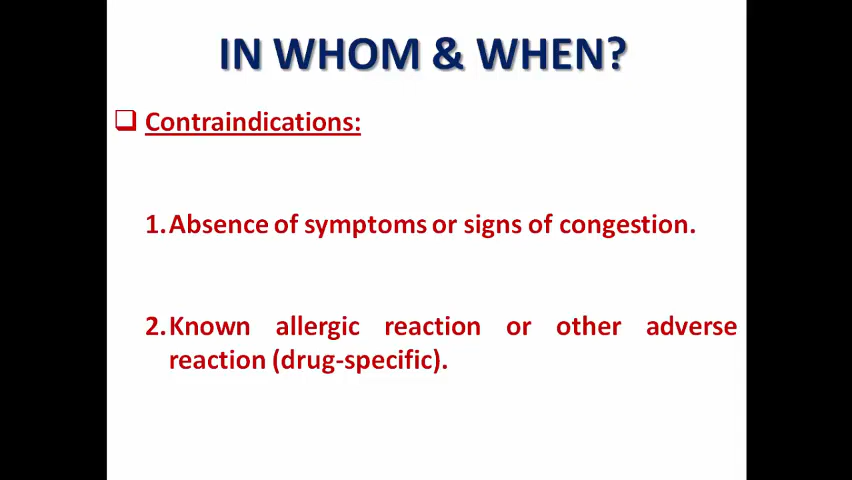 IN WHOM & WHEN?
❑ Contraindications:
1. Absence of symptoms or signs of congestion.
2. Known allergic reaction or other adverse
reaction (drug-specific).